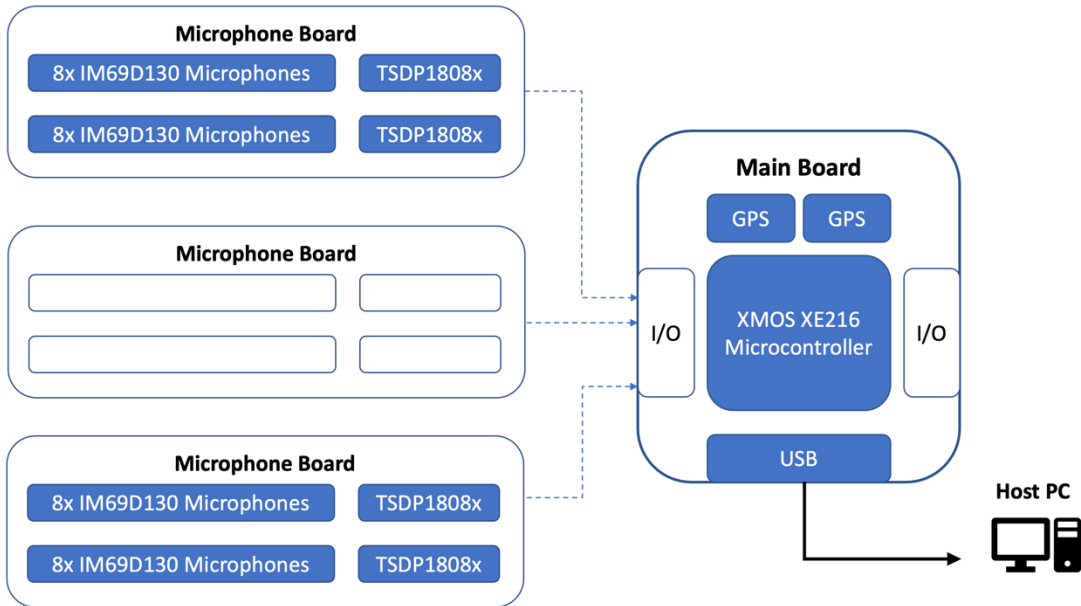 Microphone Board
8x IM69D130 Microphones
TSDP1808x
8x IM69D130 Microphones
TSDP1808x
Microphone Board
Microphone Board
8x IM69D130 Microphones
TSDP1808x
8x IM69D130 Microphones
TSDP1808x
Main Board
GPS
GPS
I/O
XMOS XE216
Microcontroller
I/O
USB
Host PC